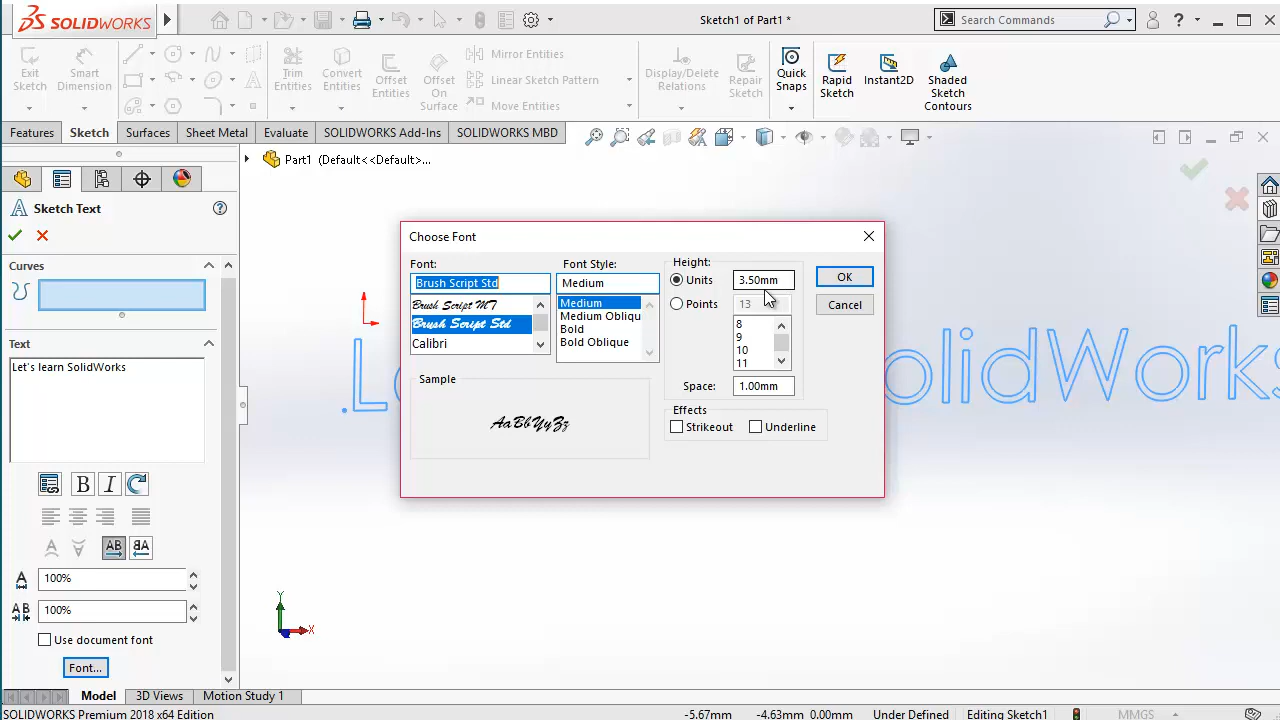 SOLIDWORKS
Sketch1 of Part1 *
Search Commands
?
Exit Sketch
Smart Dimension
Trim Entities
Convert Entities
Offset Entities
Offset On Surface
Mirror Entities
Linear Sketch Pattern
Move Entities
Display/Delete Relations
Repair Sketch
Quick Snaps
Rapid Sketch
Instant2D
Shaded Sketch Contours
Features
Sketch
Surfaces
Sheet Metal
Evaluate
SOLIDWORKS Add-Ins
SOLIDWORKS MBD
Part1 (Default<<Default>...
Sketch Text
?
Curves
Text
Let's learn SolidWorks
B I
AB
100%
AB
100%
Use document font
Font...
Choose Font
Font:
Brush Script Std
Brush Script MT
Brush Script Std
Calibri
Font Style:
Medium
Medium
Medium Obliqu
Bold
Bold Oblique
Height:
Units
3.50mm
Points
13
8
9
10
11
Space:
1.00mm
OK
Cancel
Sample
AaBbYyZz
Effects
Strikeout
Underline
L
SolidWorks
Y
X
Model
3D Views
Motion Study 1
SOLIDWORKS Premium 2018 x64 Edition
-5.67mm
-4.63mm
0.00mm
Under Defined
Editing Sketch1
MMGS